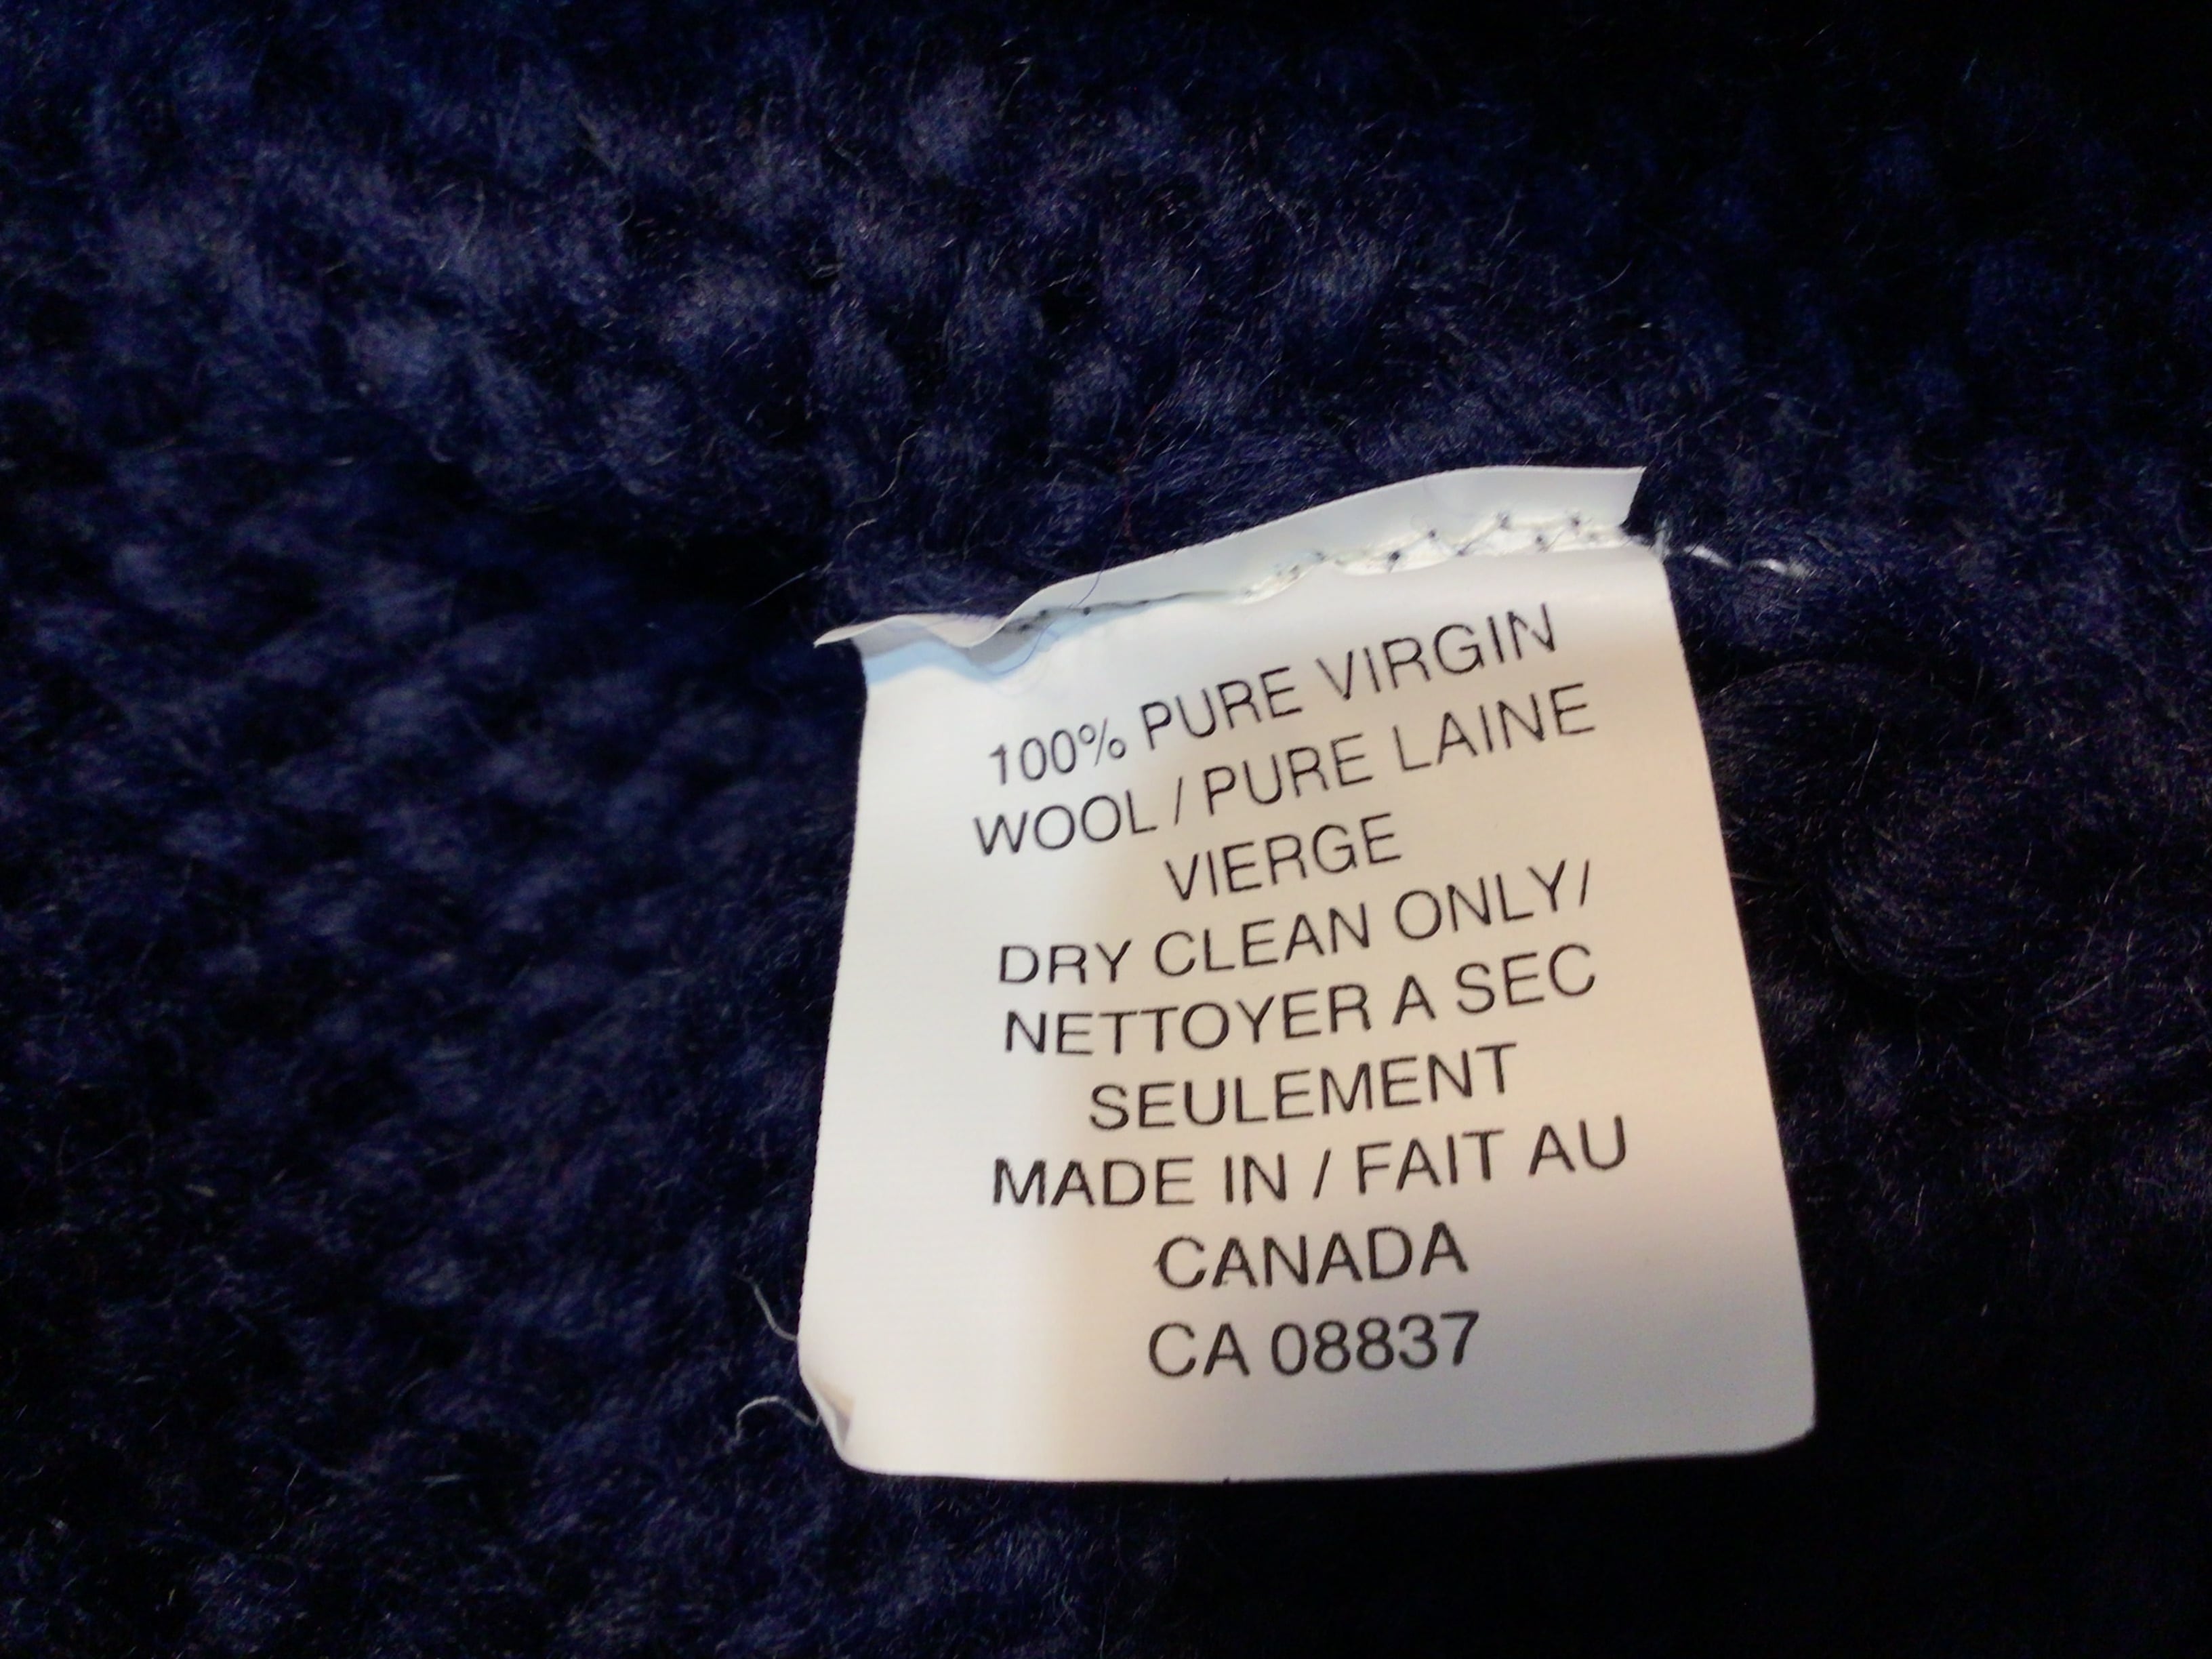 100% PURE VIRGIN
WOOL / PURE LAINE
VIERGE
DRY CLEAN ONLY/
NETTOYER A SEC
SEULEMENT
MADE IN / FAIT AU
CANADA
CA 08837